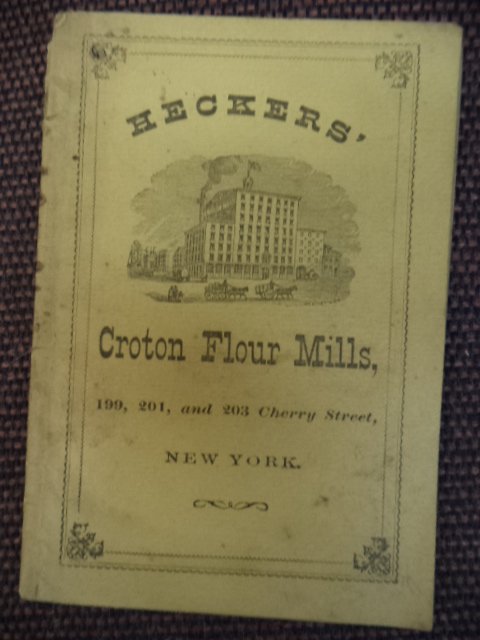 HECKERS'
Croton Flour Mills,
199, 201, and 203 Cherry Street,
NEW YORK.